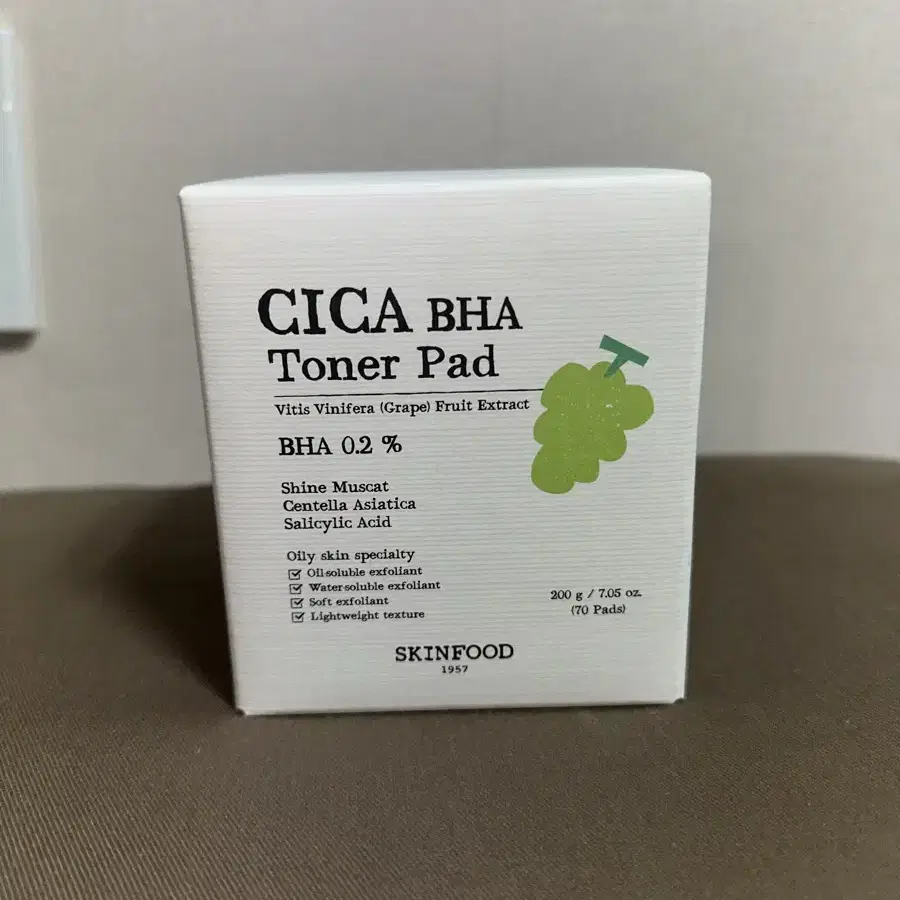 CICA BHA
Toner Pad
Vitis Vinifera (Grape) Fruit Extract
BHA 0.2 %
Shine Muscat
Centella Asiatica
Salicylic Acid
Oily skin specialty
Oil-soluble exfoliant
Water-soluble exfoliant
Soft exfoliant
Lightweight texture
200 g / 7.05 oz.
(70 Pads)
SKINFOOD
1957